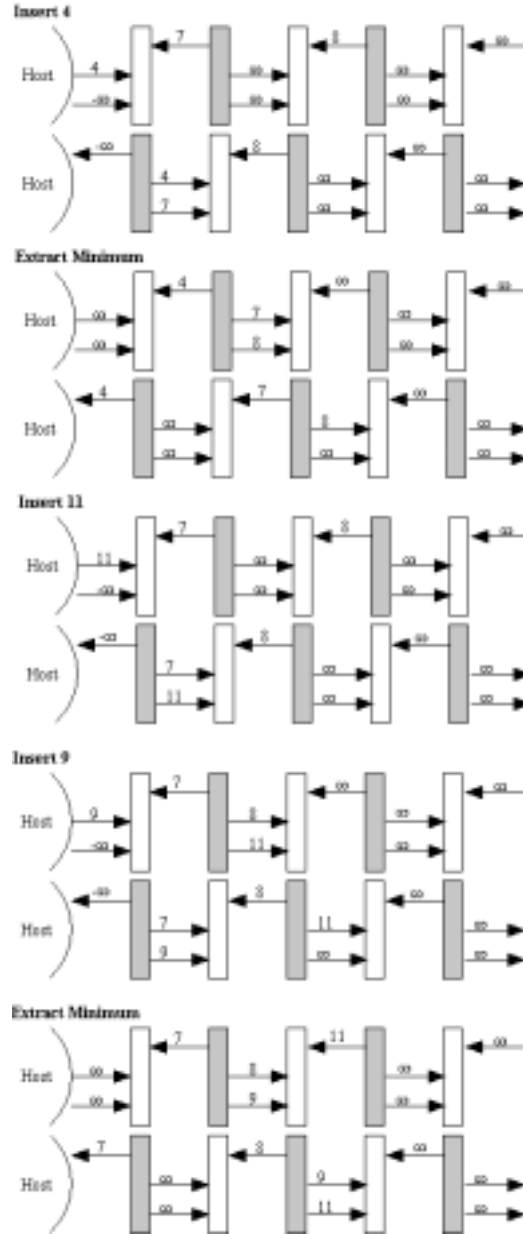 Insert 4
7 8 ∞
Host 4 ∞ ∞
-∞ ∞ ∞
-∞ 8 ∞
Host 4 ∞ ∞
7 ∞ ∞
Extract Minimum
4 ∞ ∞
Host ∞ 7 ∞
∞ 8 ∞
4 7 ∞
Host ∞ 8 ∞
∞ ∞ ∞
Insert 11
7 8 ∞
Host 11 ∞ ∞
-∞ ∞ ∞
-∞ 8 ∞
Host 7 ∞ ∞
11 ∞ ∞
Insert 9
7 ∞ ∞
Host 9 8 ∞
-∞ 11 ∞
-∞ 8 ∞
Host 7 11 ∞
9 ∞ ∞
Extract Minimum
7 11 ∞
Host ∞ 8 ∞
∞ 9 ∞
7 8 ∞
Host ∞ 9 ∞
∞ 11 ∞